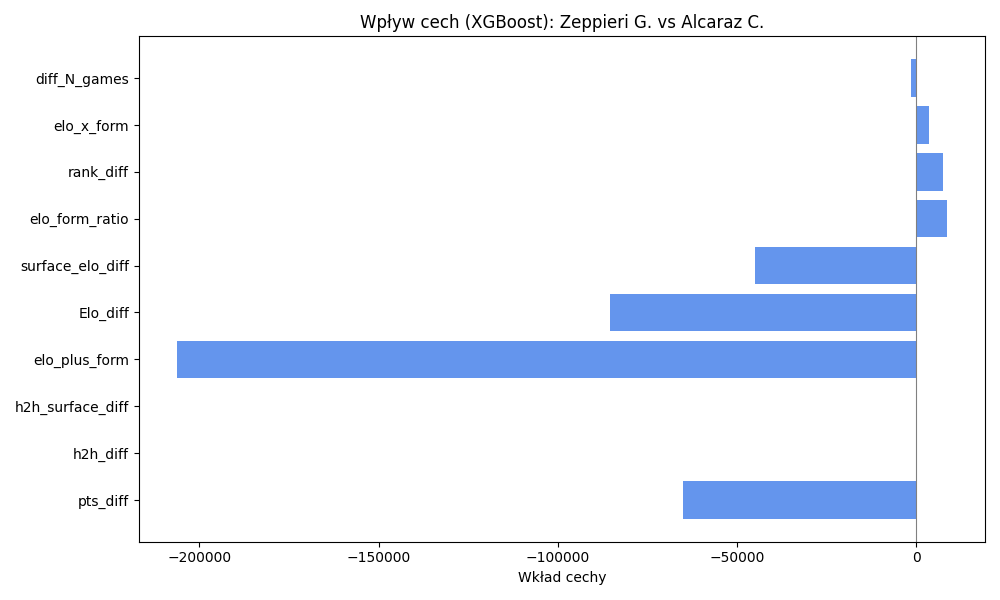 Wpływ cech (XGBoost): Zeppieri G. vs Alcaraz C.
diff_N_games
elo_x_form
rank_diff
elo_form_ratio
surface_elo_diff
Elo_diff
elo_plus_form
h2h_surface_diff
h2h_diff
pts_diff
−200000 −150000 −100000 −50000 0
Wkład cechy